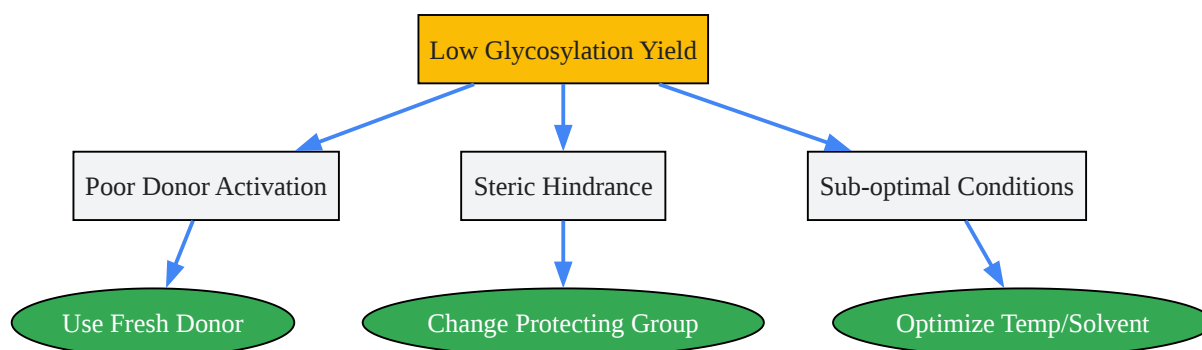 Low Glycosylation Yield
Poor Donor Activation
Steric Hindrance
Sub-optimal Conditions
Use Fresh Donor
Change Protecting Group
Optimize Temp/Solvent